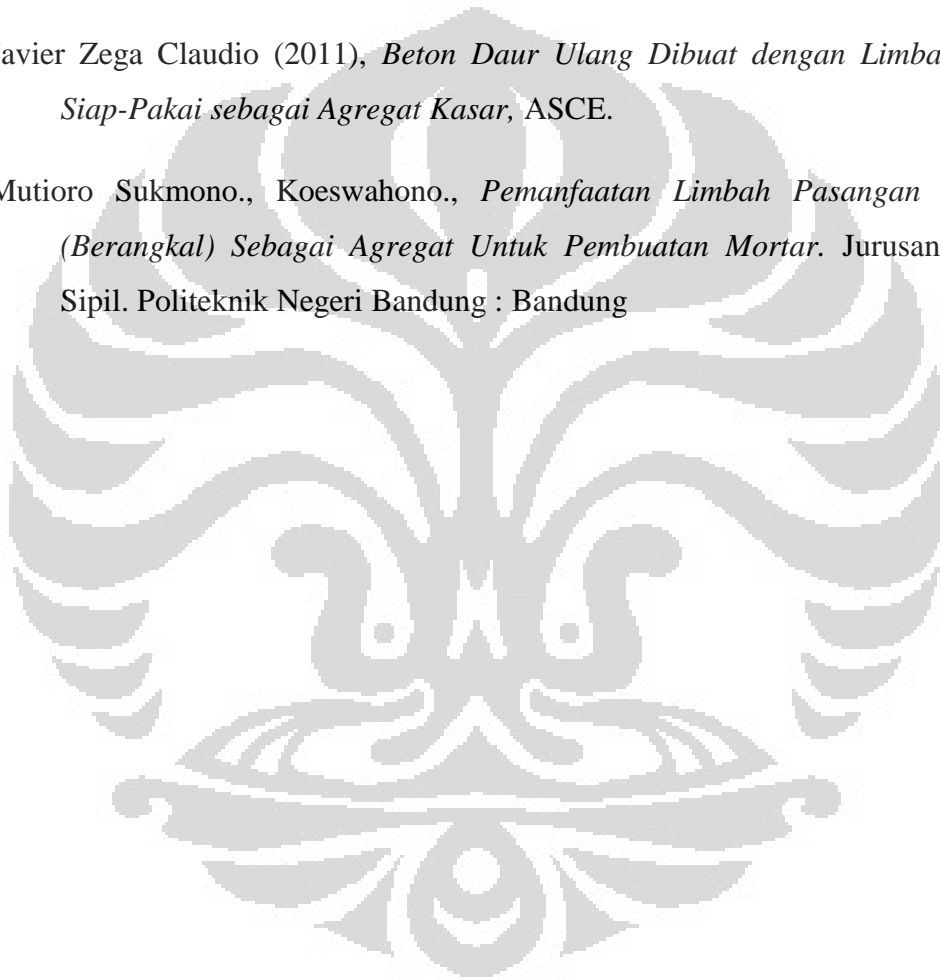 avier Zega Claudio (2011), Beton Daur Ulang Dibuat dengan Limba
Siap-Pakai sebagai Agregat Kasar, ASCE.
Mutioro Sukmono., Koeswahono., Pemanfaatan Limbah Pasangan
(Berangkal) Sebagai Agregat Untuk Pembuatan Mortar. Jurusan
Sipil. Politeknik Negeri Bandung : Bandung